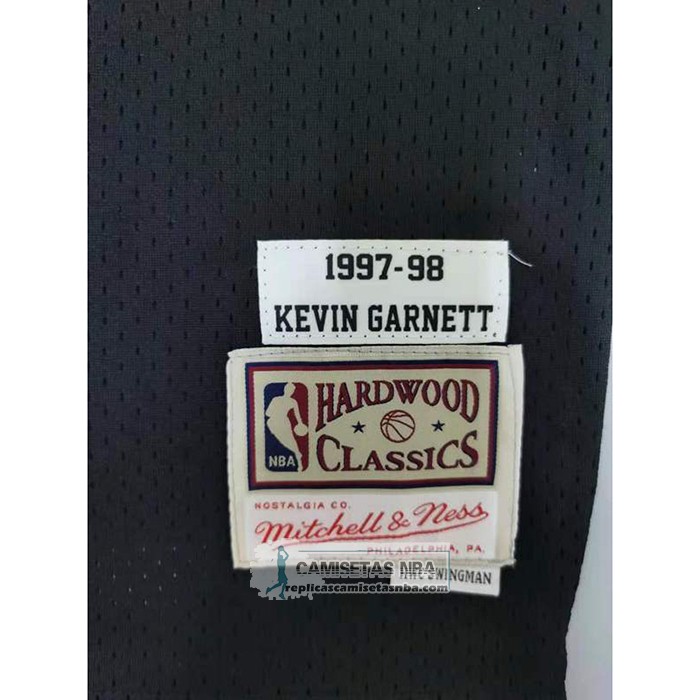 1997-98
KEVIN GARNETT
HARDWOOD
CLASSICS
NBA
NOSTALGIA CO.
Mitchell & Ness
PHILADELPHIA, PA.
CAMISETAS NBA
SWINGMAN
replicascamisetasnba.com